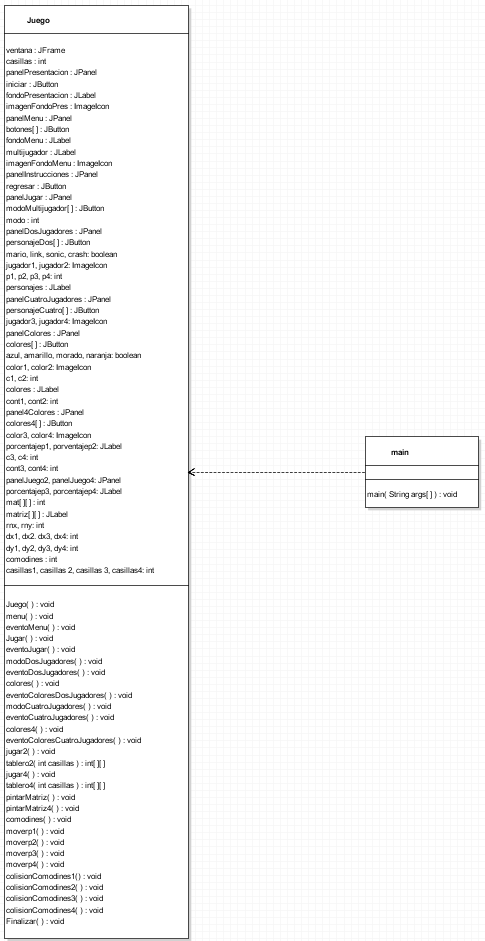 Juego
ventana : JFrame
casillas : int
panelPresentacion : JPanel
iniciar : JButton
fondoPresentacion : JLabel
imagenFondoPres : ImageIcon
panelMenu : JPanel
botones[ ] : JButton
fondoMenu : JLabel
multijugador : JLabel
imagenFondoMenu : ImageIcon
panelInstrucciones : JPanel
regresar : JButton
panelJugar : JPanel
modoMultijugador[ ] : JButton
modo : int
panelDosJugadores : JPanel
personajeDos[ ] : JButton
mario, link, sonic, crash: boolean
jugador1, jugador2: ImageIcon
p1, p2, p3, p4: int
personajes : JLabel
panelCuatroJugadores : JPanel
personajeCuatro[ ] : JButton
jugador3, jugador4: ImageIcon
panelColores : JPanel
colores[ ] : JButton
azul, amarillo, morado, naranja: boolean
color1, color2: ImageIcon
c1, c2: int
colores : JLabel
cont1, cont2: int
panel4Colores : JPanel
colores4[ ] : JButton
color3, color4: ImageIcon
porcentajep1, porventajep2: JLabel
c3, c4: int
cont3, cont4: int
panelJuego2, panelJuego4: JPanel
porcentajep3, porcentajep4: JLabel
mat[ ][ ] : int
matriz[ ][ ] : JLabel
rnx, rny: int
dx1, dx2. dx3, dx4: int
dy1, dy2, dy3, dy4: int
comodines : int
casillas1, casillas 2, casillas 3, casillas4: int
Juego( ) : void
menu( ) : void
eventoMenu( ) : void
Jugar( ) : void
eventoJugar( ) : void
modoDosJugadores( ) : void
eventoDosJugadores( ) : void
colores( ) : void
eventoColoresDosJugadores( ) : void
modoCuatroJugadores( ) : void
eventoCuatroJugadores( ) : void
colores4( ) : void
eventoColoresCuatroJugadores( ) : void
jugar2( ) : void
tablero2( int casillas ) : int[ ][ ]
jugar4( ) : void
tablero4( int casillas ) : int[ ][ ]
pintarMatriz( ) : void
pintarMatriz4( ) : void
comodines( ) : void
moverp1( ) : void
moverp2( ) : void
moverp3( ) : void
moverp4( ) : void
colisionComodines1() : void
colisionComodines2( ) : void
colisionComodines3( ) : void
colisionComodines4( ) : void
Finalizar( ) : void
main
main( String args[ ] ) : void